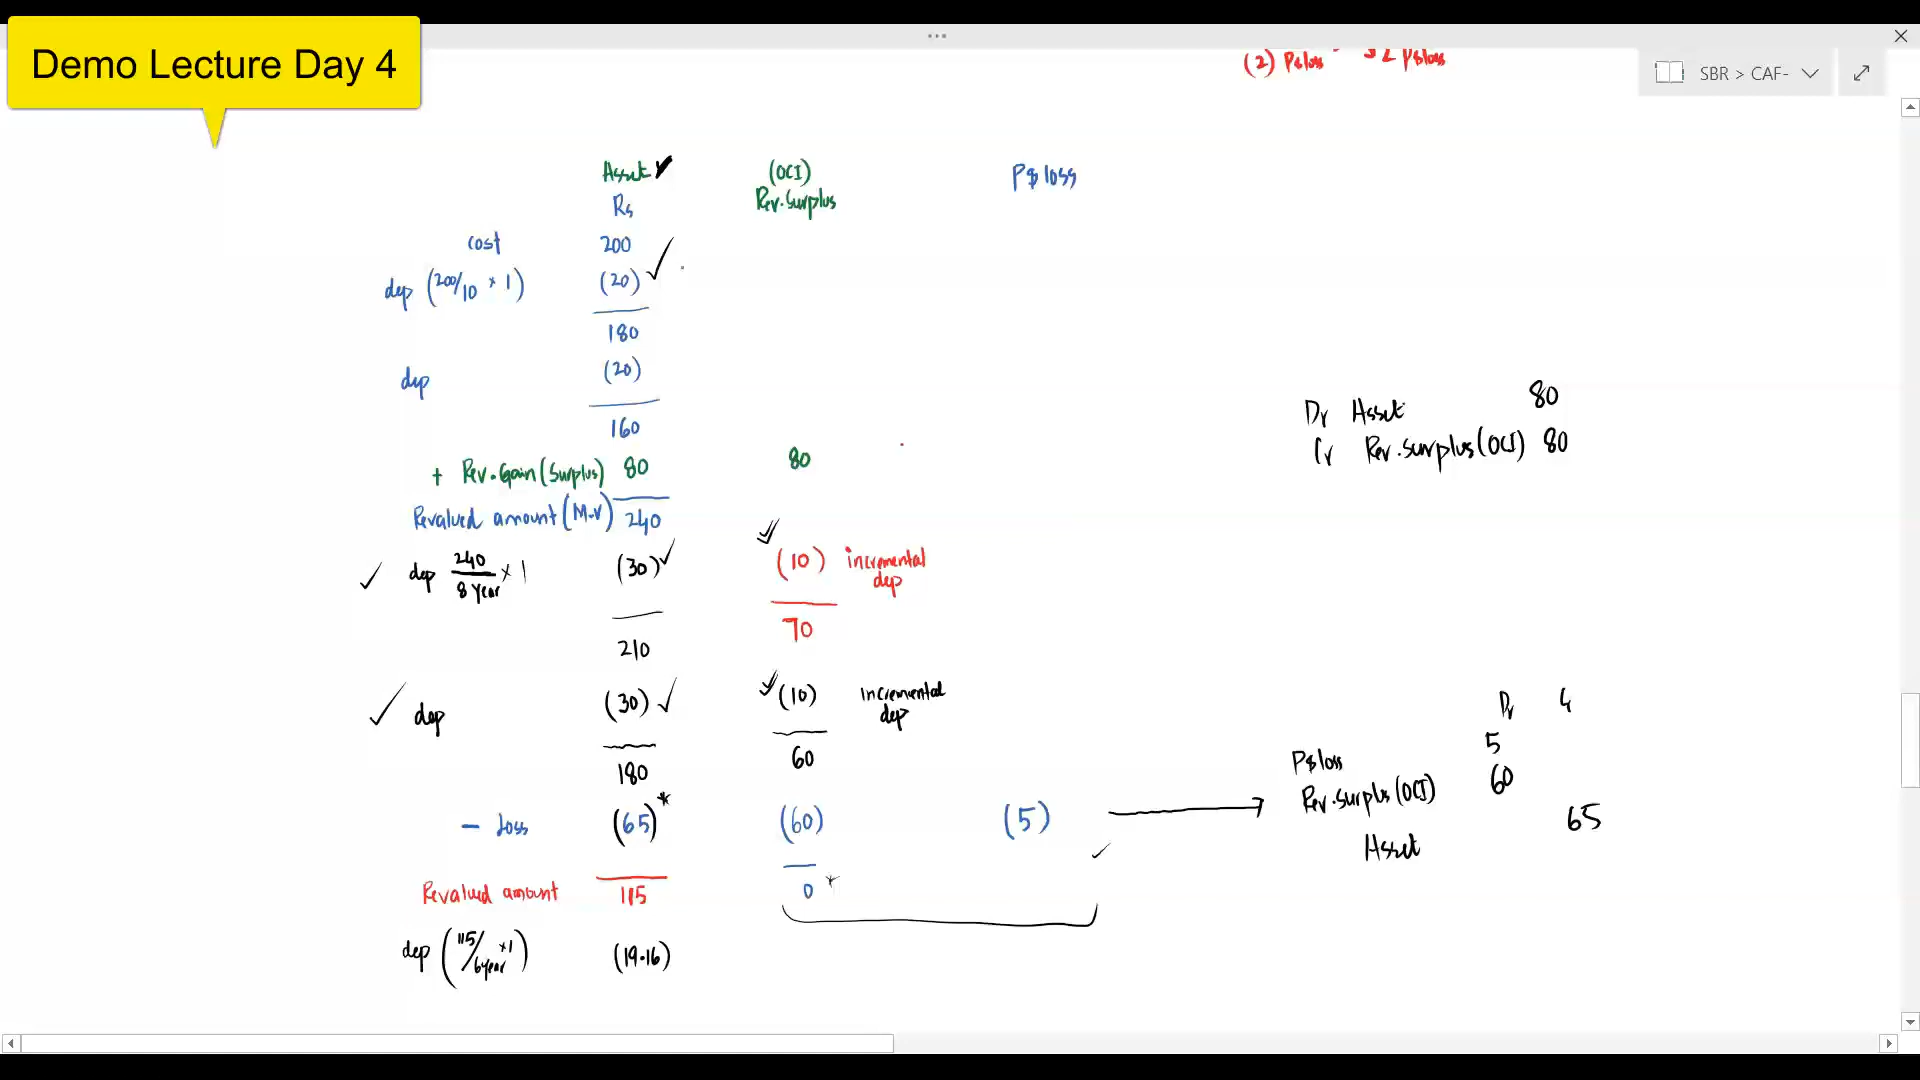 Demo Lecture Day 4
(2) P&loss
P&loss
SBR > CAF-
Asset (OCI) P&loss
Rs Rev.Surplus
cost 200
dep (200/10 × 1) (20)
180
dep (20)
160
+ Rev.Gain(Surplus) 80 80
Revalued amount(M.V) 240
dep 240/8 year × 1 (30) (10) incremental dep
210 70
dep (30) (10) incremental dep
180 60
- Loss (65)* (60) (5)
Revalued amount 115 0 *
dep (115/6year ×1) (19.16)
Dr Asset 80
Cr Rev.Surplus(OCI) 80
Dr Cr
P&loss 5
Rev.Surplus(OCI) 60
Asset 65